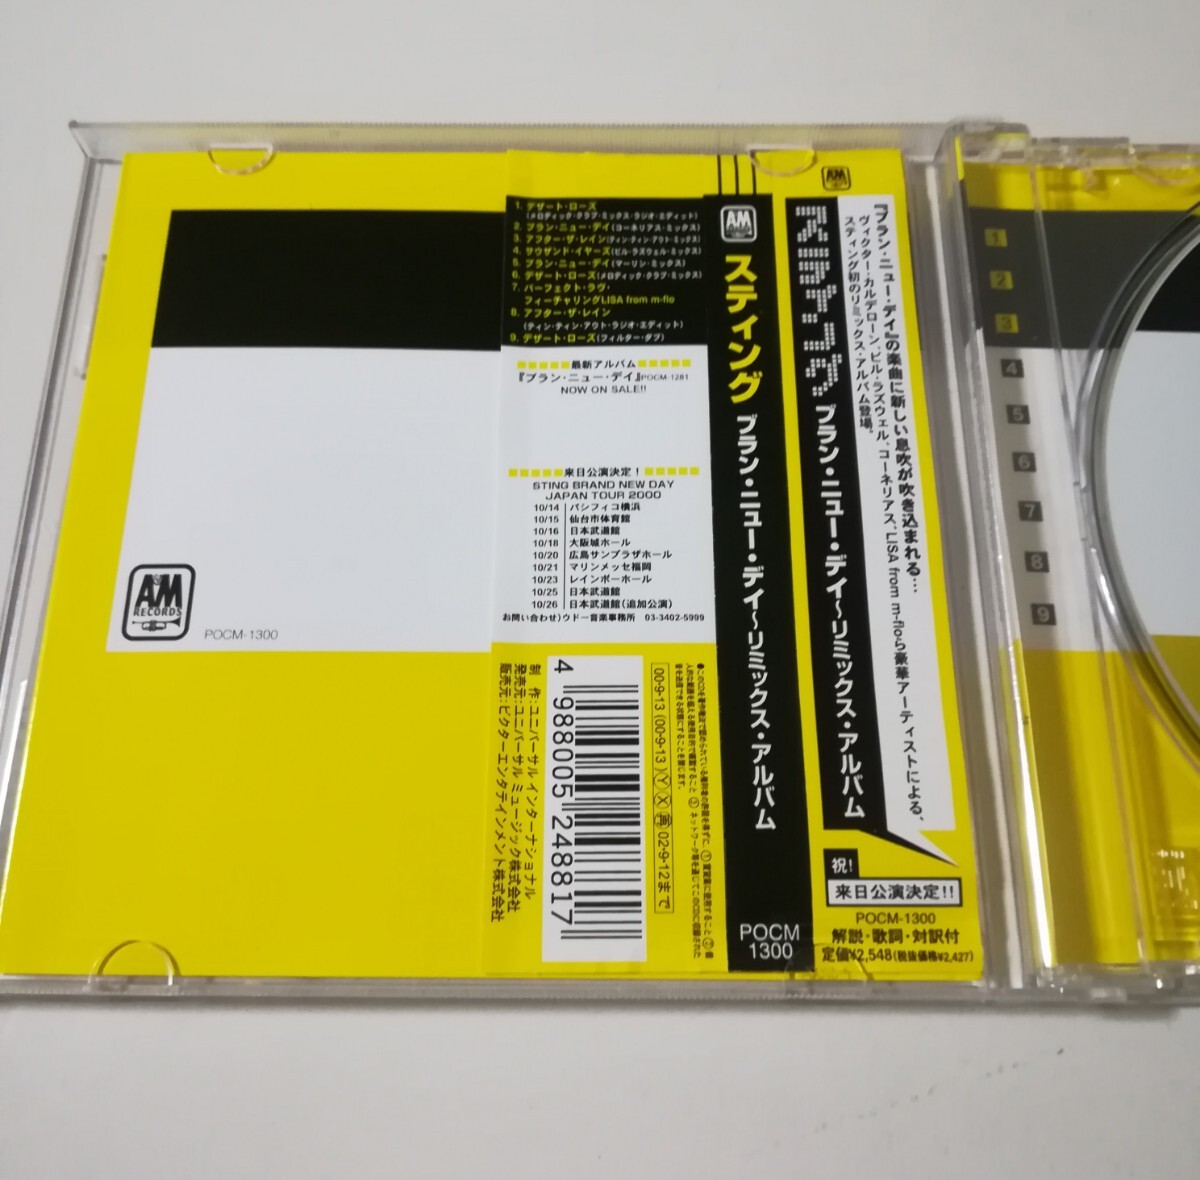 A&M
RECORDS
POCM-1300
1. デザート・ローズ
(メロディック・クラブ・ミックス・ラジオ・エディット)
2. ブラン・ニュー・デイ(コーネリアス・ミックス)
3. アフター・ザ・レイン(ティン・ティン・アウト・ミックス)
4. サウザンド・イヤーズ(ビル・ラズウェル・ミックス)
5. ブラン・ニュー・デイ(マーリン・ミックス)
6. デザート・ローズ(メロディック・クラブ・ミックス)
7. パーフェクト・ラヴ・
フィーチャリングLISA from m-flo
8. アフター・ザ・レイン
(ティン・ティン・アウト・ラジオ・エディット)
9. デザート・ローズ(フィルター・ダブ)
最新アルバム
『ブラン・ニュー・デイ』POCM-1281
NOW ON SALE!!
来日公演決定!
STING BRAND NEW DAY
JAPAN TOUR 2000
10/14 パシフィコ横浜
10/15 仙台市体育館
10/16 日本武道館
10/18 大阪城ホール
10/20 広島サンプラザホール
10/21 マリンメッセ福岡
10/23 レインボーホール
10/25 日本武道館
10/26 日本武道館(追加公演)
お問い合わせ)ウドー音楽事務所 03-3402-5999
制 作:ユニバーサル インターナショナル
発売元:ユニバーサル ミュージック株式会社
販売元:ビクターエンタテインメント株式会社
4 988005 248817
00・9・13 (00・9・13) Ⓨ Ⓧ 再 02・9・12まで
A&M
スティング ブラン・ニュー・デイ〜リミックス・アルバム
POCM
1300
A&M
スティング ブラン・ニュー・デイ〜リミックス・アルバム
『ブラン・ニュー・デイ』の楽曲に新しい息吹が吹き込まれる…
ヴィクター・カルデローン、ビル・ラズウェル、コーネリアス、LISA from m-floら豪華アーティストによる、
スティング初のリミックス・アルバム登場。
祝!
来日公演決定!!
POCM-1300
解説・歌詞・対訳付
定価¥2,548(税抜価格¥2,427)
1
2
3
4
5
6
7
8
9